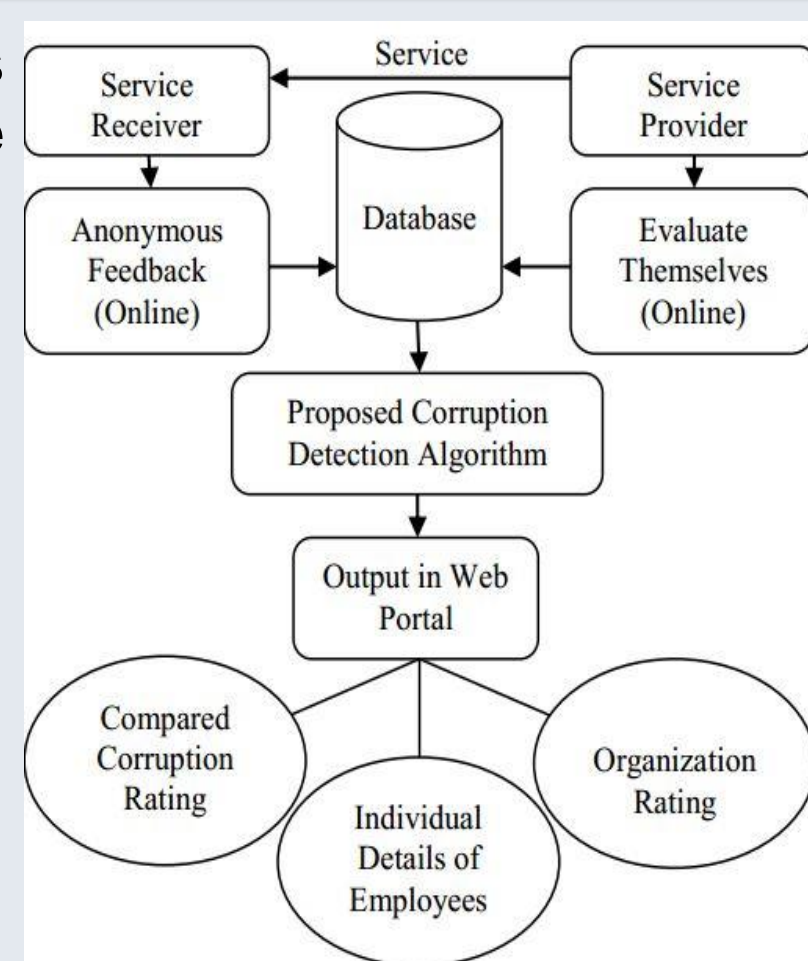 s
e
Service
Service
Receiver
Service
Provider
Anonymous
Feedback
(Online)
Database
Evaluate
Themselves
(Online)
Proposed Corruption
Detection Algorithm
Output in Web
Portal
Compared
Corruption
Rating
Individual
Details of
Employees
Organization
Rating